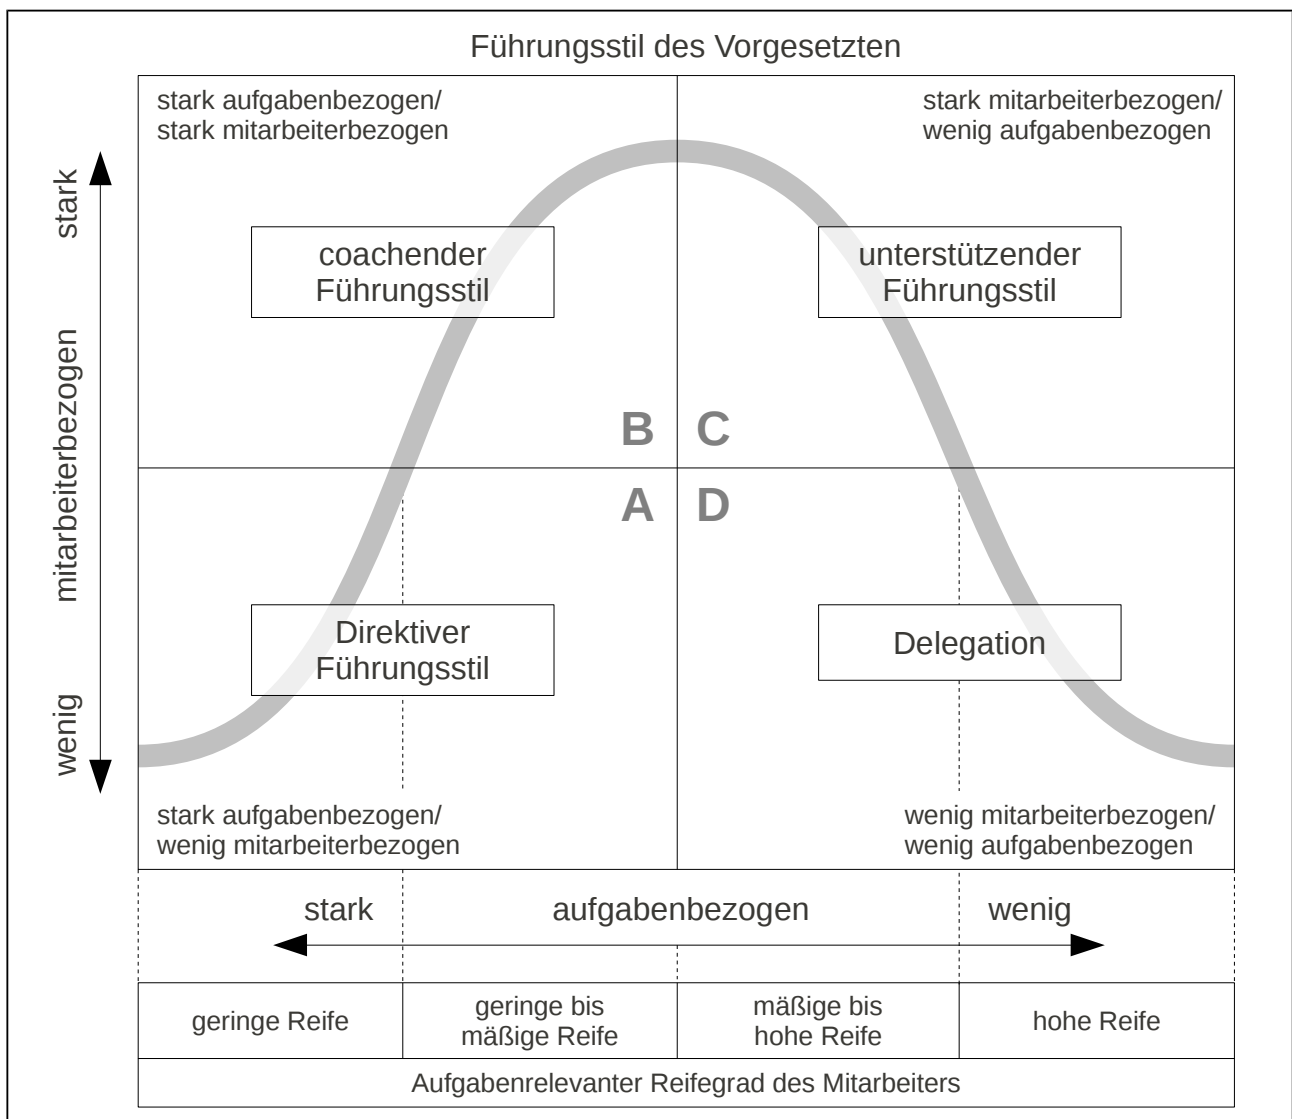 Führungsstil des Vorgesetzten
stark aufgabenbezogen/
stark mitarbeiterbezogen
stark mitarbeiterbezogen/
wenig aufgabenbezogen
stark
mitarbeiterbezogen
wenig
coachender
Führungsstil
unterstützender
Führungsstil
B
C
A
D
Direktiver
Führungsstil
Delegation
stark aufgabenbezogen/
wenig mitarbeiterbezogen
wenig mitarbeiterbezogen/
wenig aufgabenbezogen
stark
aufgabenbezogen
wenig
geringe Reife
geringe bis
mäßige Reife
mäßige bis
hohe Reife
hohe Reife
Aufgabenrelevanter Reifegrad des Mitarbeiters